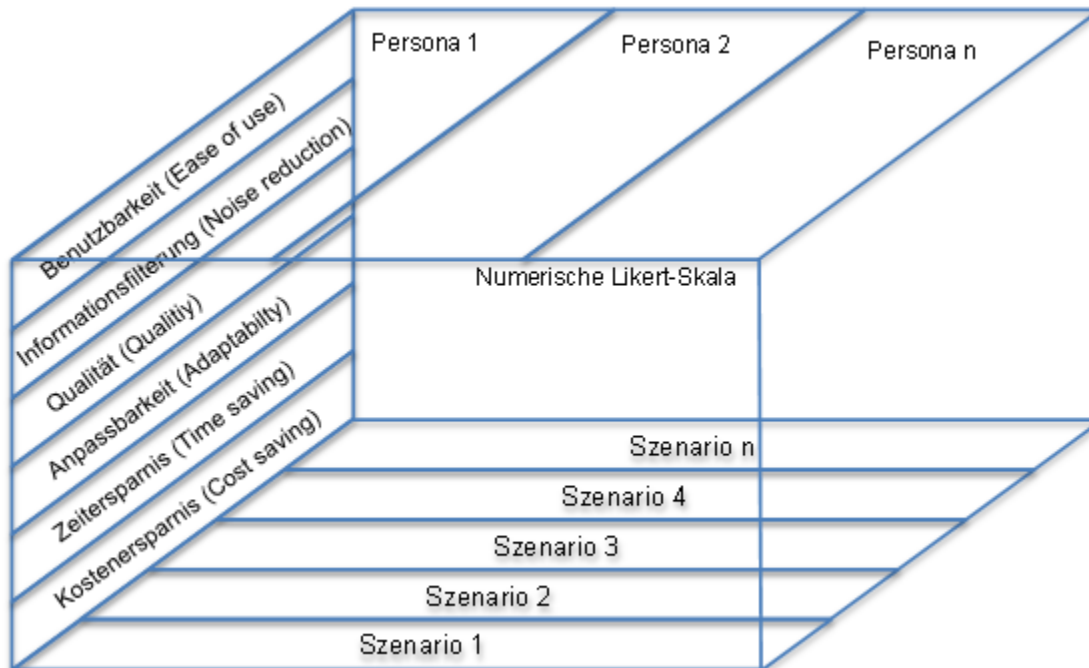 Persona 1
Persona 2
Persona n
Benutzbarkeit (Ease of use)
Informationsfilterung (Noise reduction)
Qualität (Qualitiy)
Anpassbarkeit (Adaptabilty)
Zeitersparnis (Time saving)
Kostenersparnis (Cost saving)
Numerische Likert-Skala
Szenario n
Szenario 4
Szenario 3
Szenario 2
Szenario 1